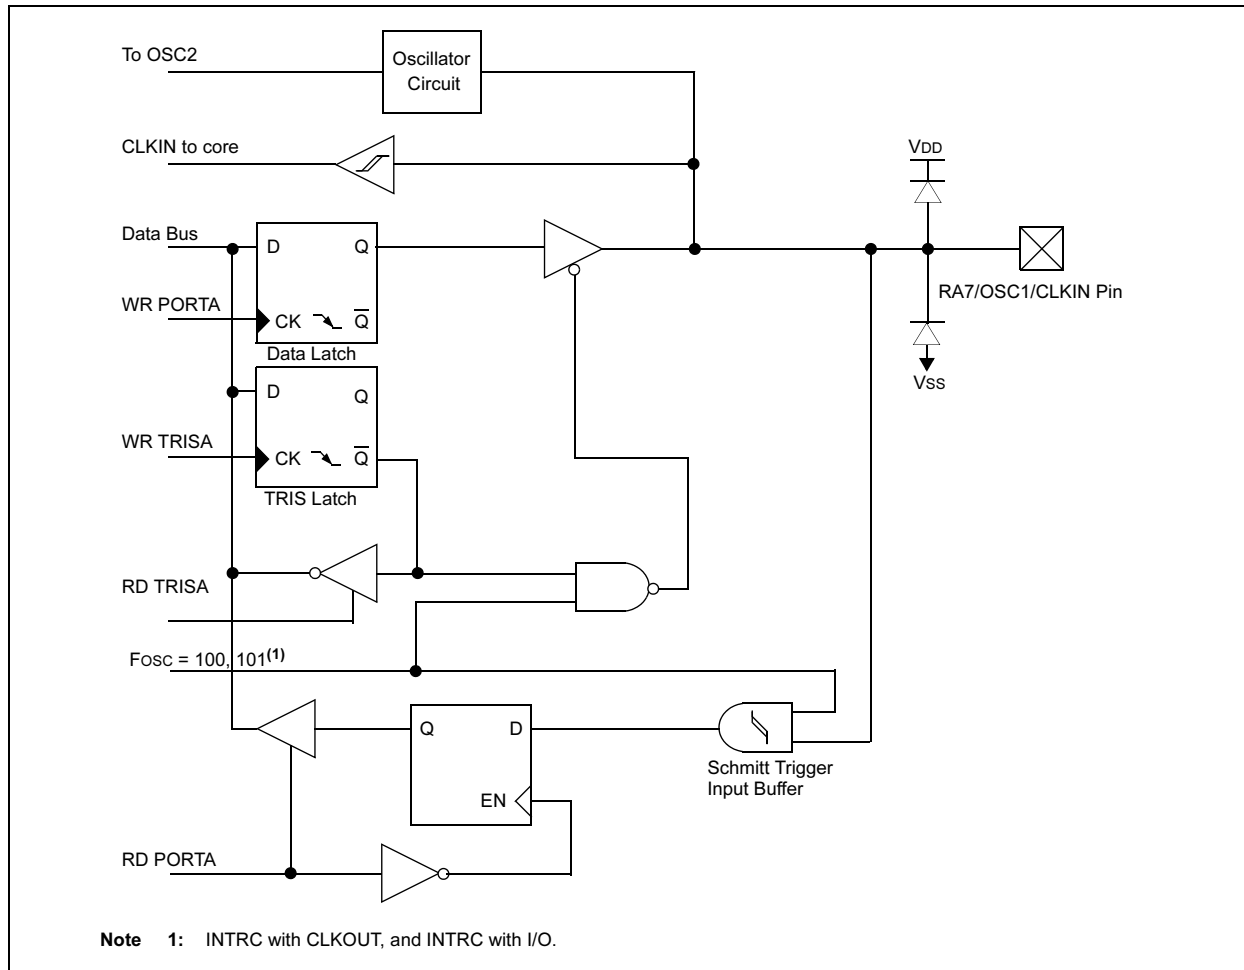 To OSC2
Oscillator
Circuit
CLKIN to core
VDD
Data Bus
D Q
RA7/OSC1/CLKIN Pin
WR PORTA
CK Q̅
Data Latch
VSS
D Q
WR TRISA
CK Q̅
TRIS Latch
RD TRISA
FOSC = 100, 101(1)
Q D
Schmitt Trigger
Input Buffer
EN
RD PORTA
Note 1: INTRC with CLKOUT, and INTRC with I/O.